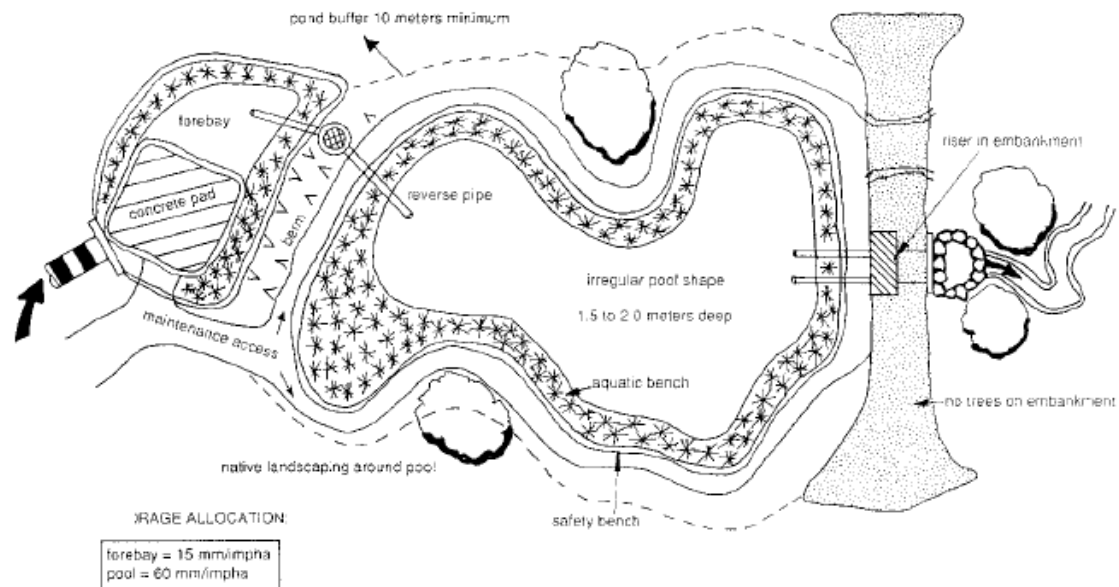 pond buffer 10 meters minimum
forebay
riser in embankment
concrete pad
reverse pipe
berm
irregular poof shape
1.5 to 2.0 meters deep
maintenance access
aquatic bench
no trees on embankment
native landscaping around pool
safety bench
RAGE ALLOCATION:
forebay = 15 mm/impha
pool = 60 mm/impha